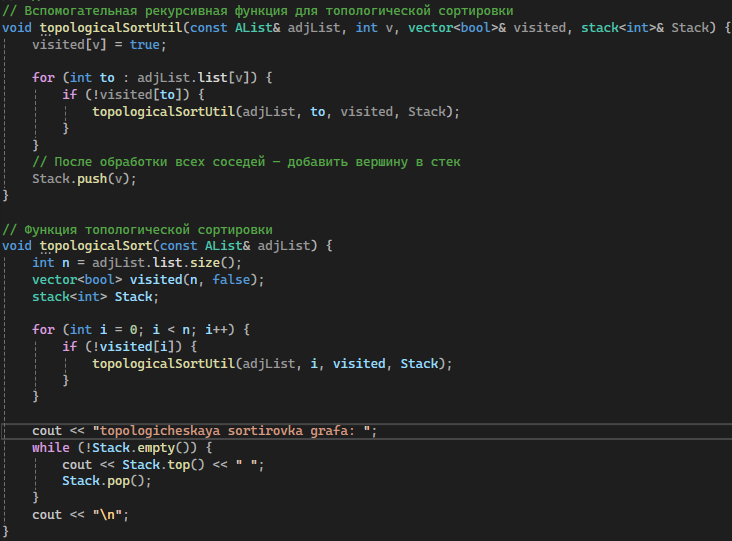 // Вспомогательная рекурсивная функция для топологической сортировки
void topologicalSortUtil(const AList& adjList, int v, vector<bool>& visited, stack<int>& Stack) {
    visited[v] = true;

    for (int to : adjList.list[v]) {
        if (!visited[to]) {
            topologicalSortUtil(adjList, to, visited, Stack);
        }
    }
    // После обработки всех соседей — добавить вершину в стек
    Stack.push(v);
}

// Функция топологической сортировки
void topologicalSort(const AList& adjList) {
    int n = adjList.list.size();
    vector<bool> visited(n, false);
    stack<int> Stack;

    for (int i = 0; i < n; i++) {
        if (!visited[i]) {
            topologicalSortUtil(adjList, i, visited, Stack);
        }
    }

    cout << "topologicheskaya sortirovka grafa: ";
    while (!Stack.empty()) {
        cout << Stack.top() << " ";
        Stack.pop();
    }
    cout << "\n";
}